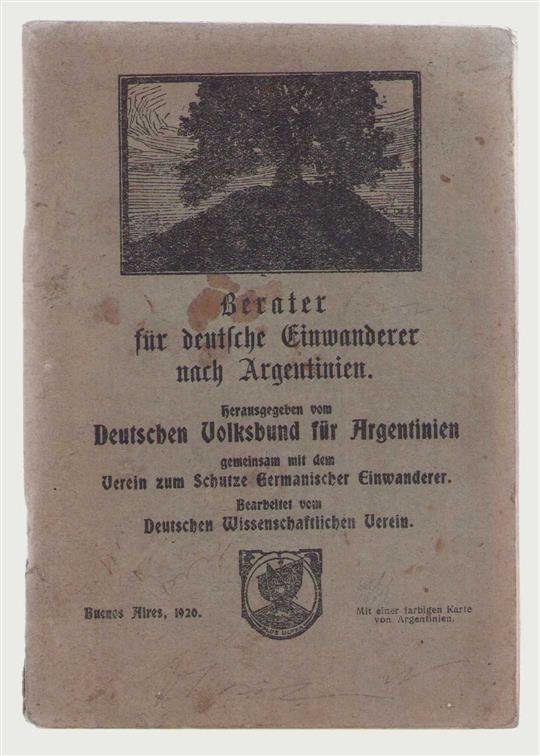 Berater
für deutsche Einwanderer
nach Argentinien.
Herausgegeben vom
Deutschen Volksbund für Argentinien
gemeinsam mit dem
Verein zum Schutze Germanischer Einwanderer.
Bearbeitet vom
Deutschen Wissenschaftlichen Verein.
Buenos Aires, 1920.
Mit einer farbigen Karte
von Argentinien.